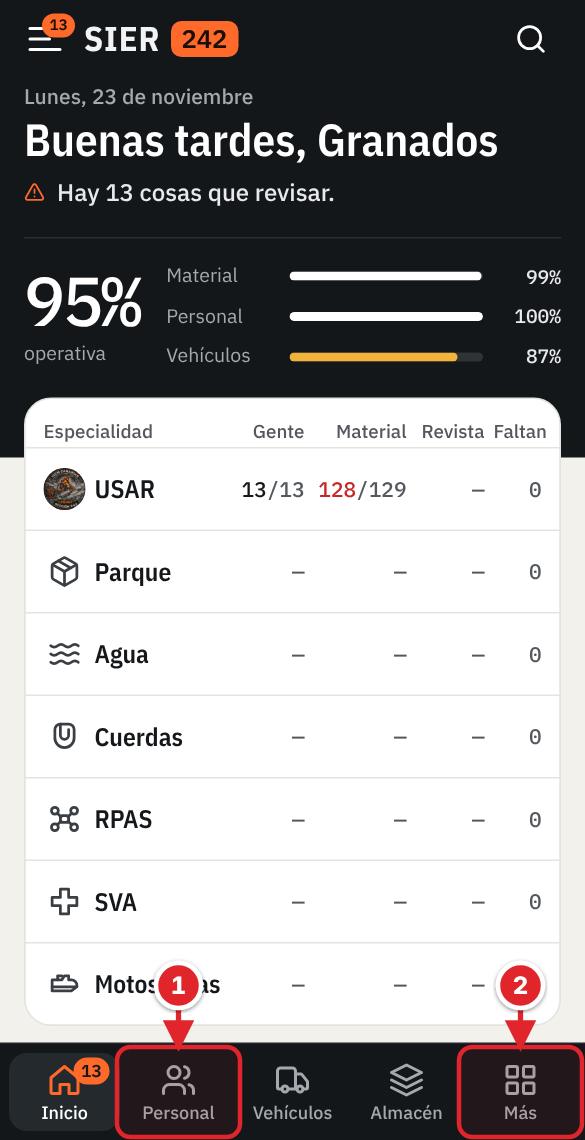 13
SIER 242
Lunes, 23 de noviembre
Buenas tardes, Granados
Hay 13 cosas que revisar.
95%
operativa
Material 99%
Personal 100%
Vehículos 87%
Especialidad Gente Material Revista Faltan
USAR 13/13 128/129 – 0
Parque – – – 0
Agua – – – 0
Cuerdas – – – 0
RPAS – – – 0
SVA – – – 0
– – –
1 2
13
Inicio Personal Vehículos Almacén Más